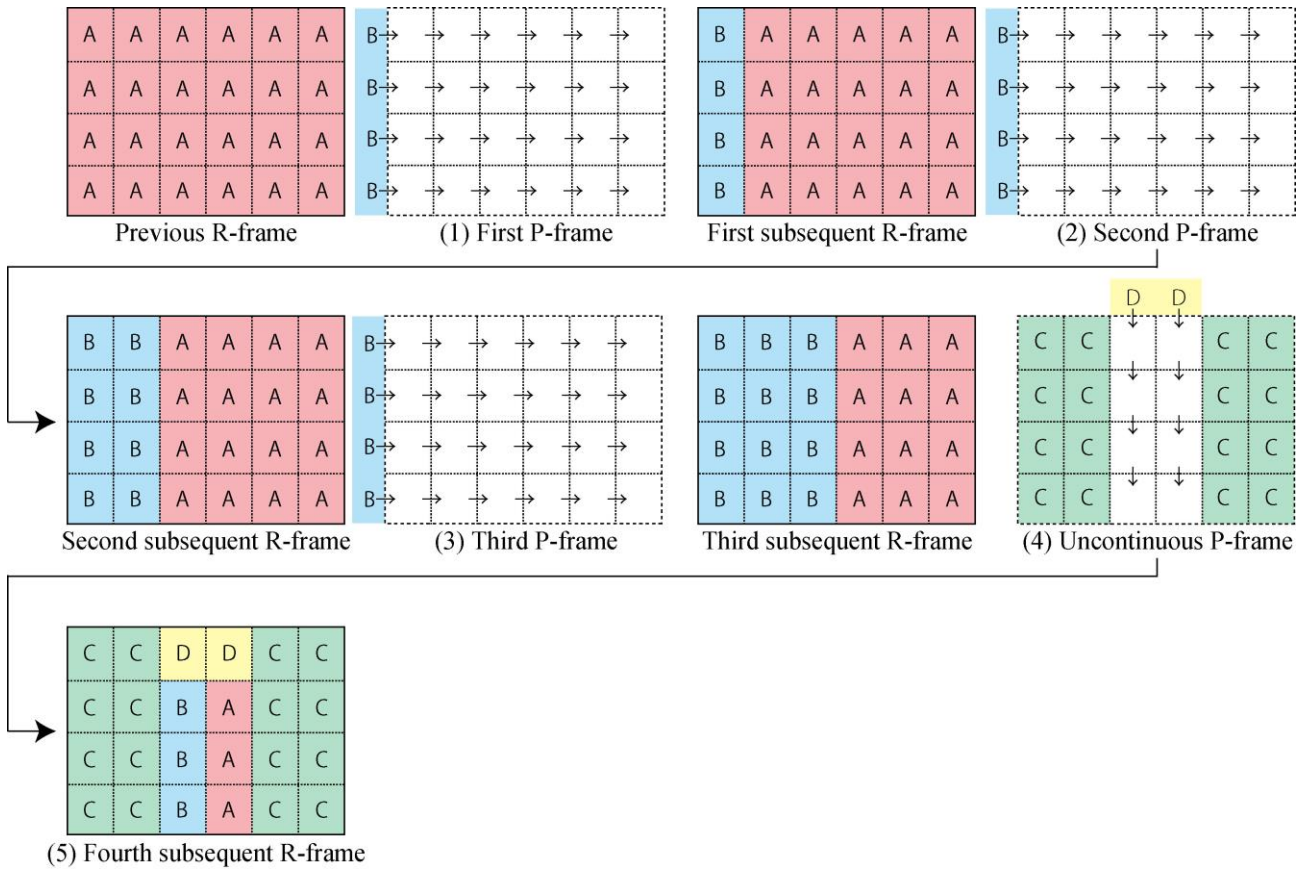 A A A A A A B B A A A A A B
A A A A A A B B A A A A A B
A A A A A A B B A A A A A B
A A A A A A B B A A A A A B
Previous R-frame (1) First P-frame First subsequent R-frame (2) Second P-frame
D D
B B A A A A B B B B A A A C C C C
B B A A A A B B B B A A A C C C C
B B A A A A B B B B A A A C C C C
B B A A A A B B B B A A A C C C C
Second subsequent R-frame (3) Third P-frame Third subsequent R-frame (4) Uncontinuous P-frame
C C D D C C
C C B A C C
C C B A C C
C C B A C C
(5) Fourth subsequent R-frame